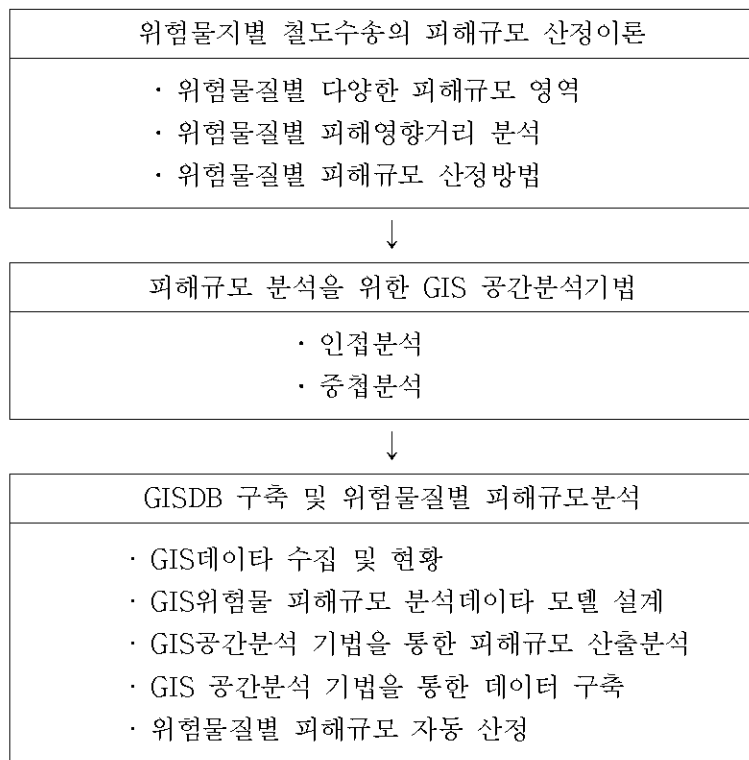 위험물지별 철도수송의 피해규모 산정이론
· 위험물질별 다양한 피해규모 영역
· 위험물질별 피해영향거리 분석
· 위험물질별 피해규모 산정방법
↓
피해규모 분석을 위한 GIS 공간분석기법
· 인접분석
· 중첩분석
↓
GISDB 구축 및 위험물질별 피해규모분석
· GIS데이타 수집 및 현황
· GIS위험물 피해규모 분석데이타 모델 설계
· GIS공간분석 기법을 통한 피해규모 산출분석
· GIS 공간분석 기법을 통한 데이터 구축
· 위험물질별 피해규모 자동 산정